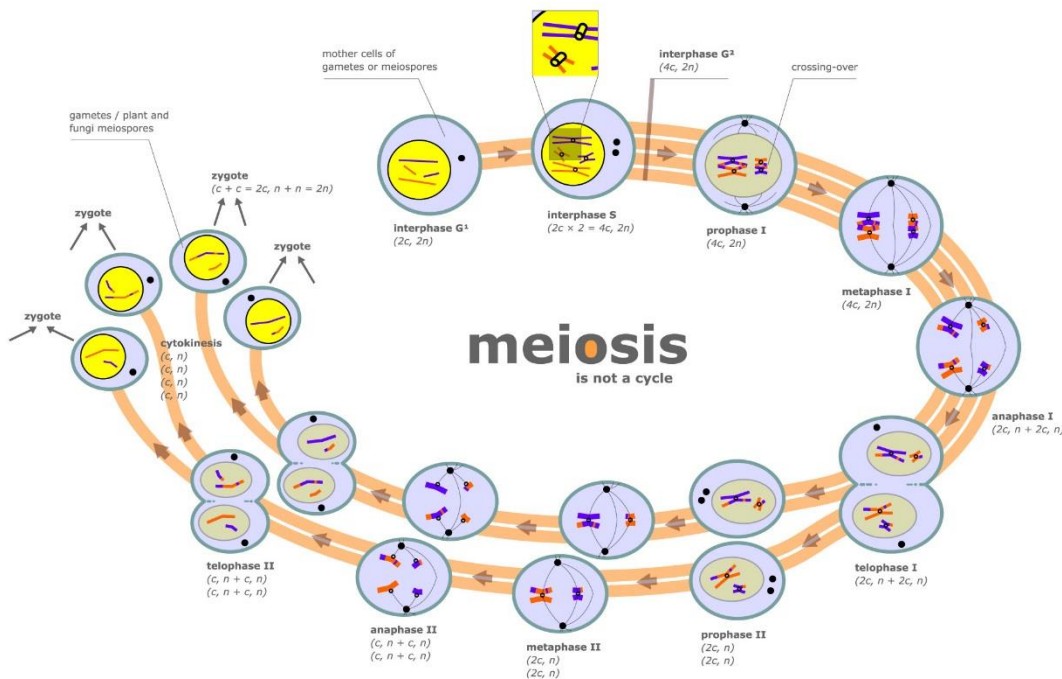 mother cells of
gametes or meiospores
interphase G²
(4c, 2n)
crossing-over
gametes / plant and
fungi meiospores
zygote
(c + c = 2c, n + n = 2n)
zygote
zygote
zygote
interphase G¹
(2c, 2n)
interphase S
(2c × 2 = 4c, 2n)
prophase I
(4c, 2n)
metaphase I
(4c, 2n)
cytokinesis
(c, n)
(c, n)
(c, n)
(c, n)
meiosis
is not a cycle
anaphase I
(2c, n + 2c, n)
telophase I
(2c, n + 2c, n)
telophase II
(c, n + c, n)
(c, n + c, n)
anaphase II
(c, n + c, n)
(c, n + c, n)
metaphase II
(2c, n)
(2c, n)
prophase II
(2c, n)
(2c, n)